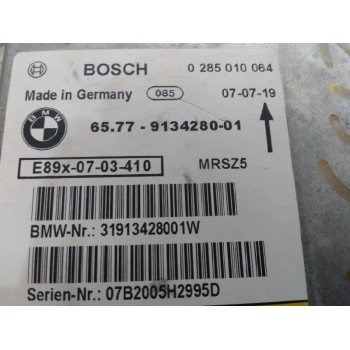 BOSCH 0 285 010 064
Made in Germany 085 07-07-19
BMW 65.77 - 9134280-01
E89x-07-03-410 MRSZ5
BMW-Nr.: 31913428001W
Serien-Nr.: 07B2005H2995D